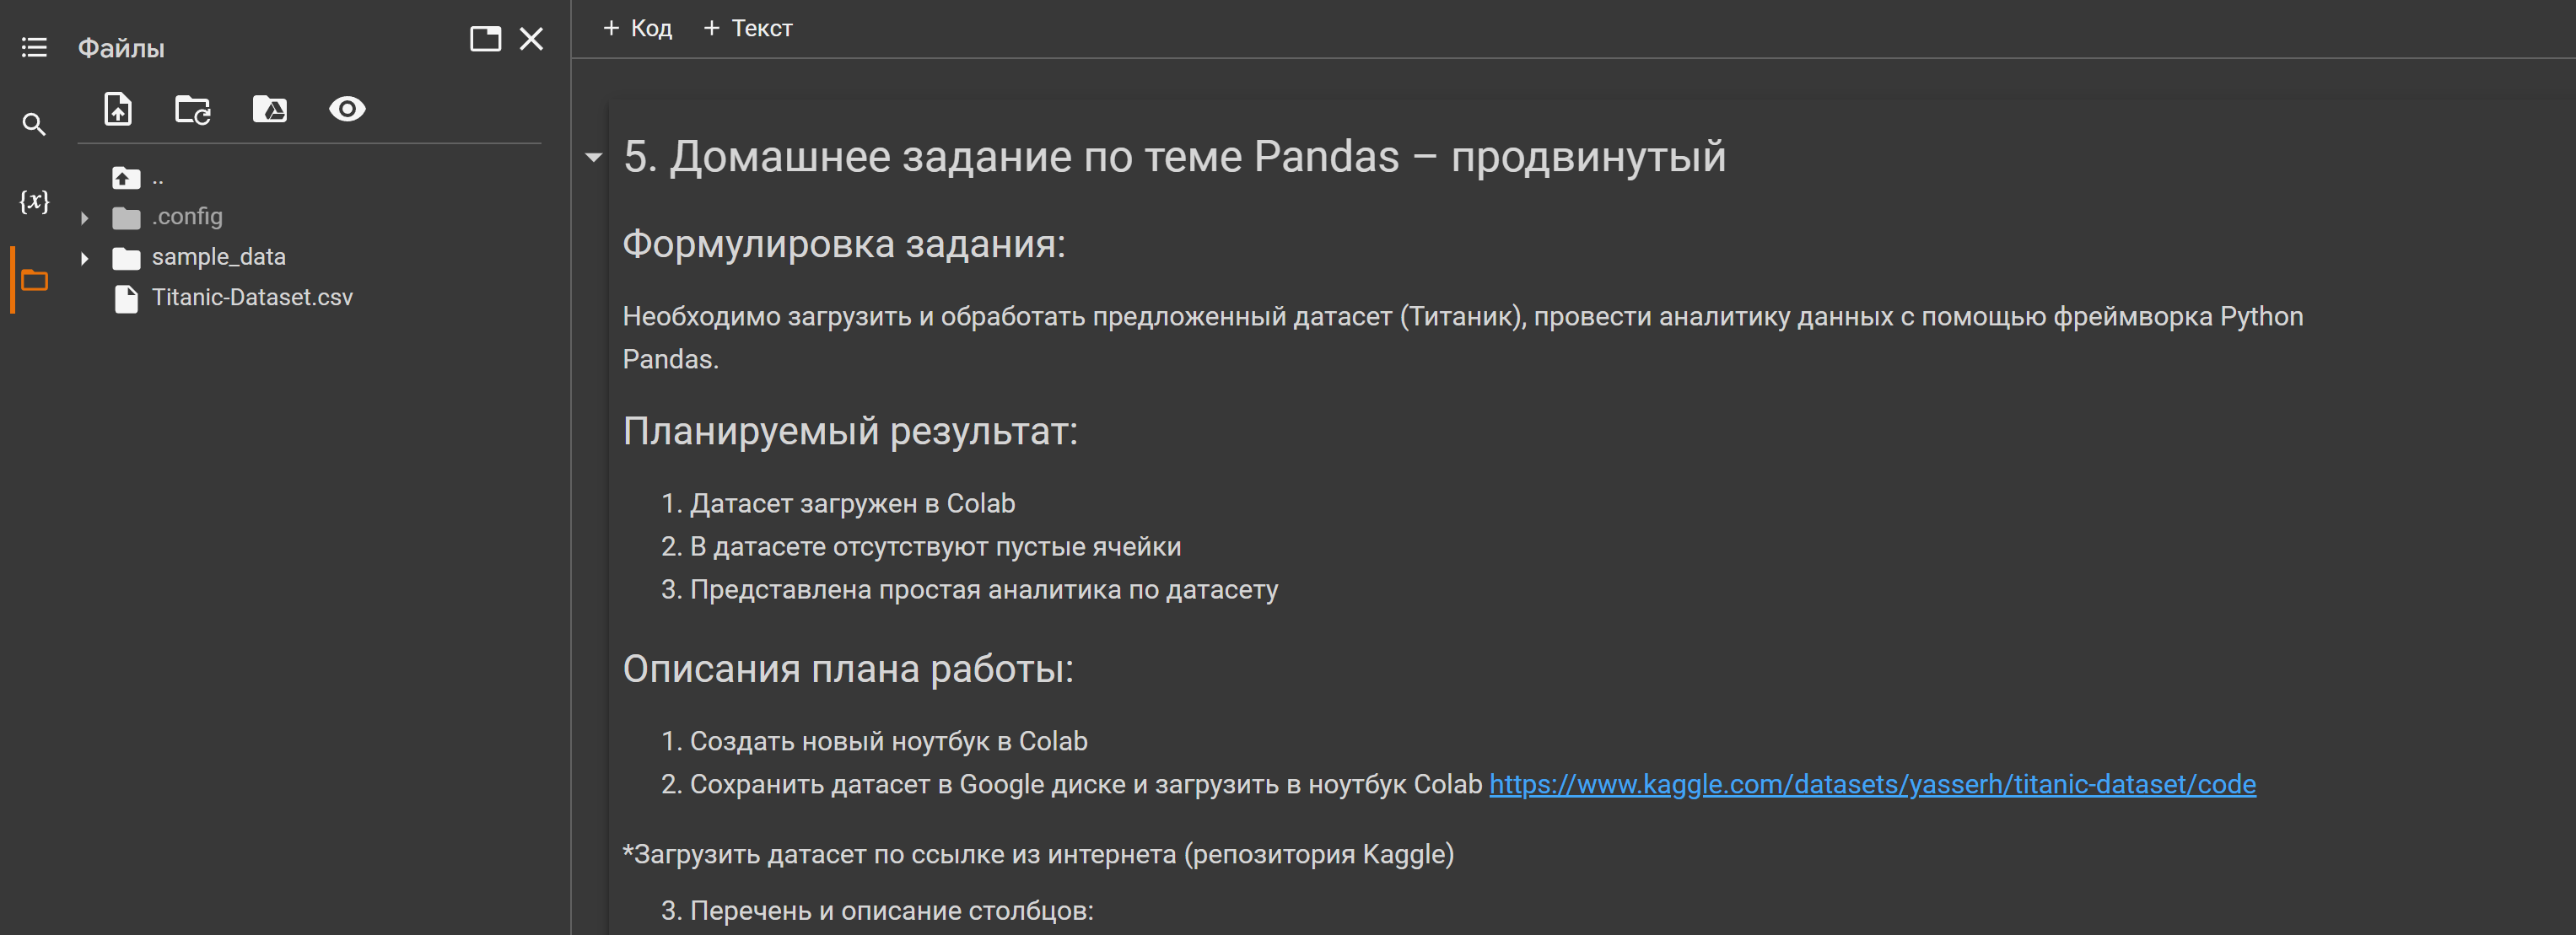 Файлы
..
.config
sample_data
Titanic-Dataset.csv
{x}
+ Код + Текст
5. Домашнее задание по теме Pandas – продвинутый
Формулировка задания:
Необходимо загрузить и обработать предложенный датасет (Титаник), провести аналитику данных с помощью фреймворка Python
Pandas.
Планируемый результат:
1. Датасет загружен в Colab
2. В датасете отсутствуют пустые ячейки
3. Представлена простая аналитика по датасету
Описания плана работы:
1. Создать новый ноутбук в Colab
2. Сохранить датасет в Google диске и загрузить в ноутбук Colab https://www.kaggle.com/datasets/yasserh/titanic-dataset/code
*Загрузить датасет по ссылке из интернета (репозитория Kaggle)
3. Перечень и описание столбцов: